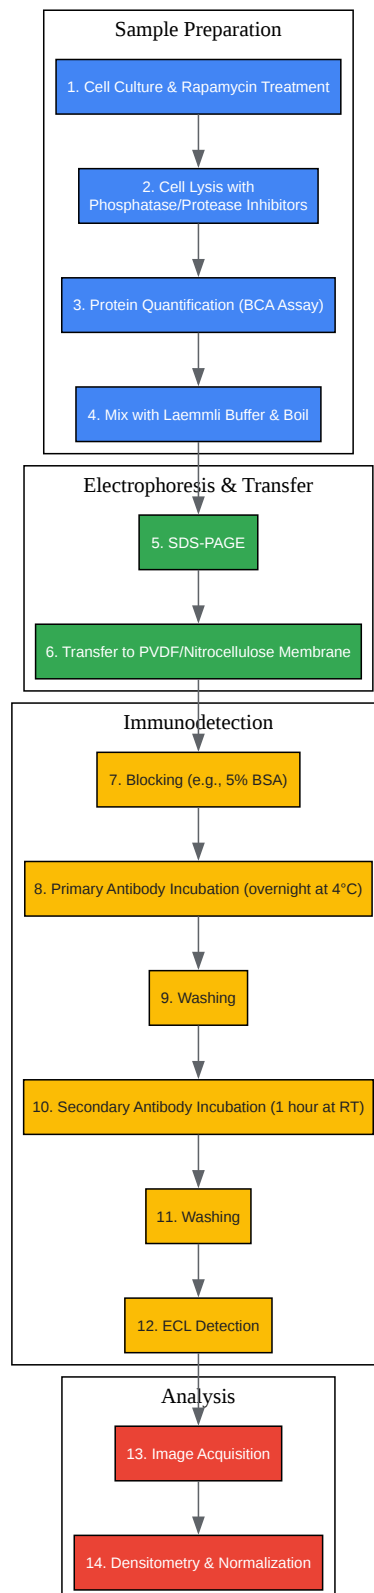 Sample Preparation
1. Cell Culture & Rapamycin Treatment
2. Cell Lysis with
Phosphatase/Protease Inhibitors
3. Protein Quantification (BCA Assay)
4. Mix with Laemmli Buffer & Boil
Electrophoresis & Transfer
5. SDS-PAGE
6. Transfer to PVDF/Nitrocellulose Membrane
Immunodetection
7. Blocking (e.g., 5% BSA)
8. Primary Antibody Incubation (overnight at 4°C)
9. Washing
10. Secondary Antibody Incubation (1 hour at RT)
11. Washing
12. ECL Detection
Analysis
13. Image Acquisition
14. Densitometry & Normalization